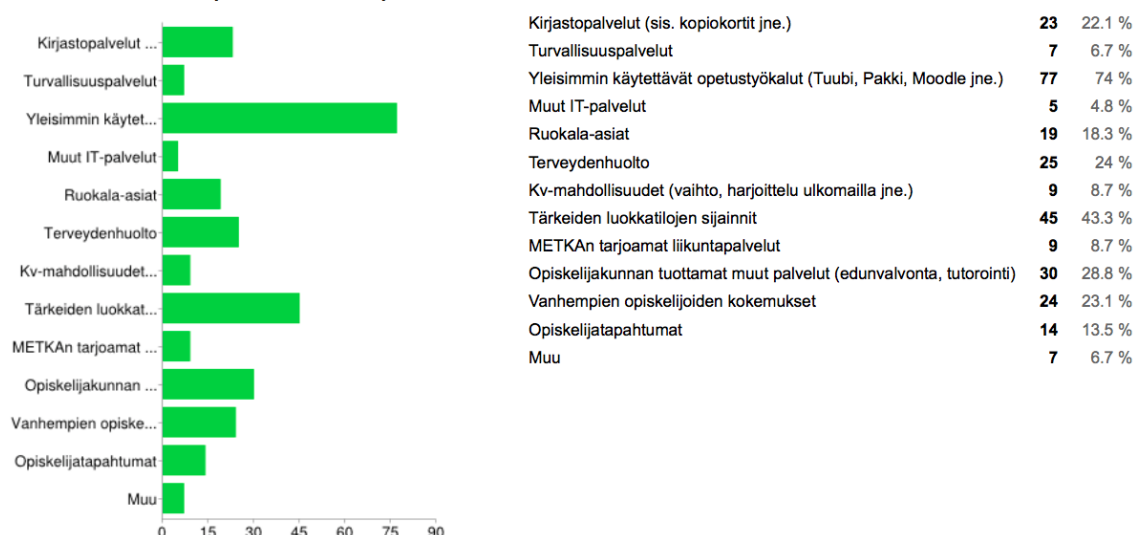 Kirjastopalvelut ...
Turvallisuuspalvelut
Yleisimmin käytet...
Muut IT-palvelut
Ruokala-asiat
Terveydenhuolto
Kv-mahdollisuudet...
Tärkeiden luokkat...
METKAn tarjoamat ...
Opiskelijakunnan ...
Vanhempien opiske...
Opiskelijatapahtumat
Muu
0 15 30 45 60 75 90
Kirjastopalvelut (sis. kopiokortit jne.) 23 22.1 %
Turvallisuuspalvelut 7 6.7 %
Yleisimmin käytettävät opetustyökalut (Tuubi, Pakki, Moodle jne.) 77 74 %
Muut IT-palvelut 5 4.8 %
Ruokala-asiat 19 18.3 %
Terveydenhuolto 25 24 %
Kv-mahdollisuudet (vaihto, harjoittelu ulkomailla jne.) 9 8.7 %
Tärkeiden luokkatilojen sijainnit 45 43.3 %
METKAn tarjoamat liikuntapalvelut 9 8.7 %
Opiskelijakunnan tuottamat muut palvelut (edunvalvonta, tutorointi) 30 28.8 %
Vanhempien opiskelijoiden kokemukset 24 23.1 %
Opiskelijatapahtumat 14 13.5 %
Muu 7 6.7 %